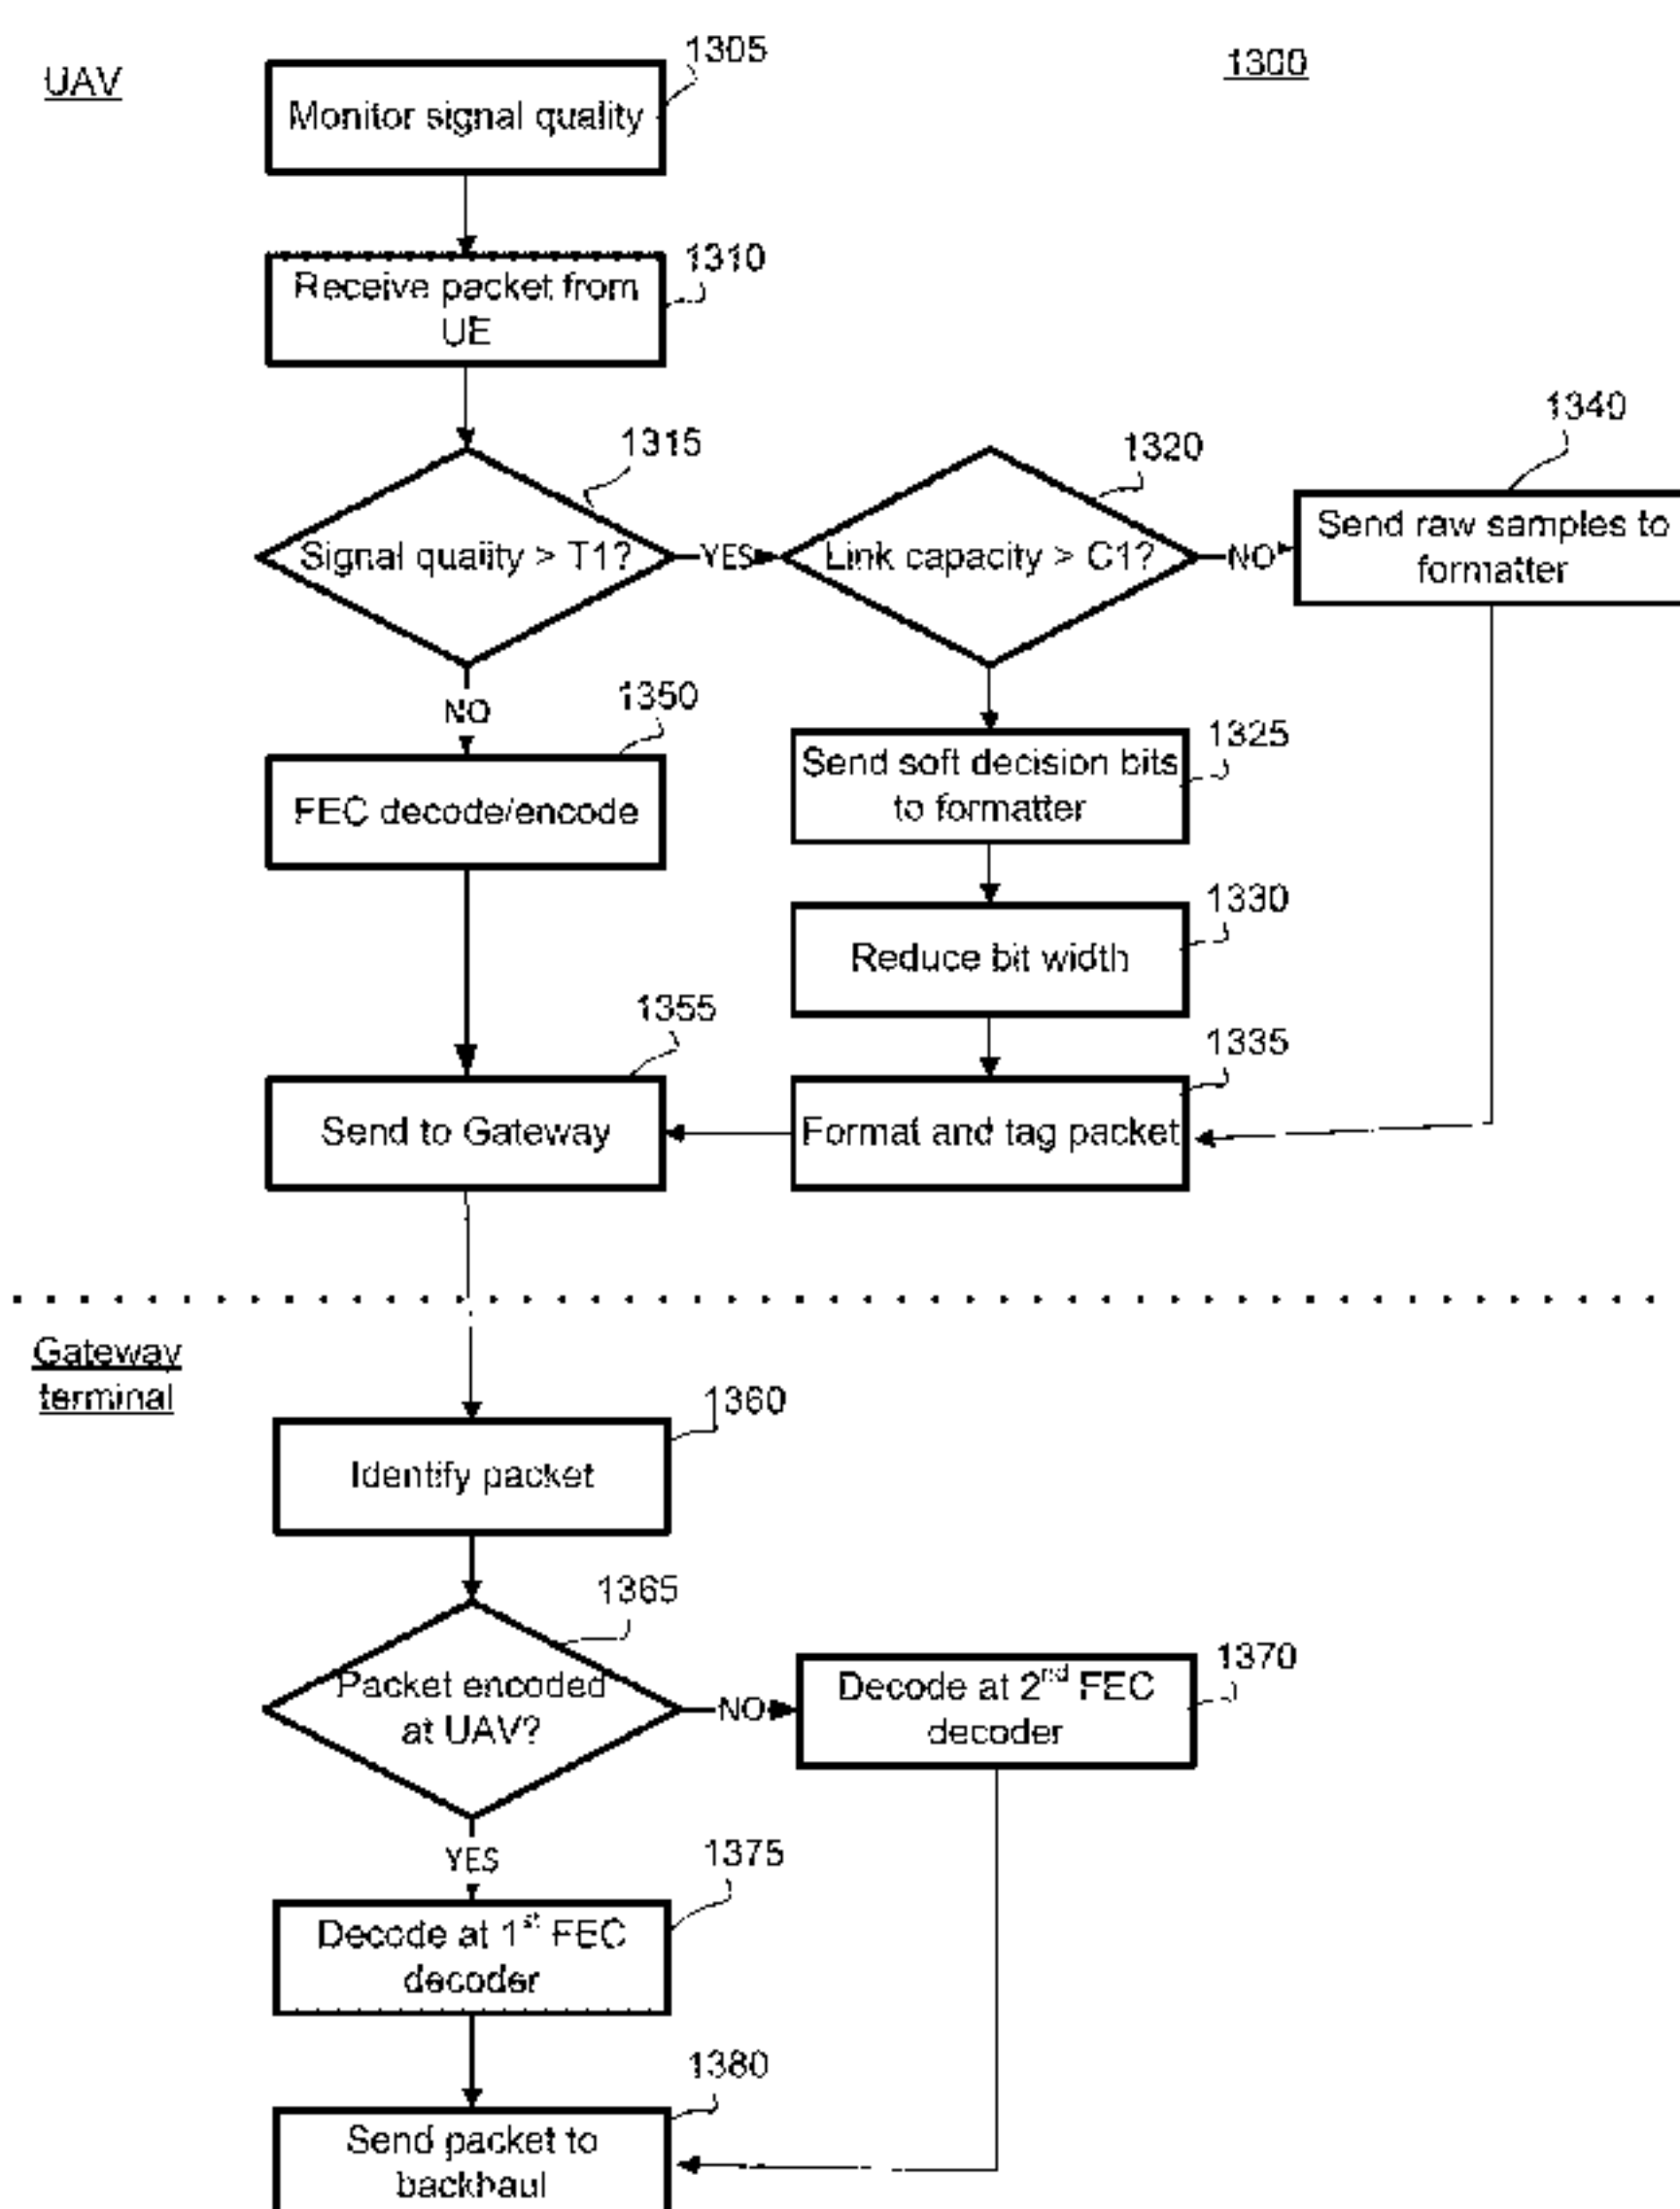 UAV
1300
1305
Monitor signal quality
1310
Receive packet from
UE
1315
Signal quality > T1?
YES
1320
Link capacity > C1?
NO
1340
Send raw samples to
formatter
NO
1350
FEC decode/encode
1325
Send soft decision bits
to formatter
1330
Reduce bit width
1355
Send to Gateway
1335
Format and tag packet
Gateway
terminal
1360
Identify packet
1365
Packet encoded
at UAV?
NO
1370
Decode at 2nd FEC
decoder
YES
1375
Decode at 1st FEC
decoder
1380
Send packet to
backhaul